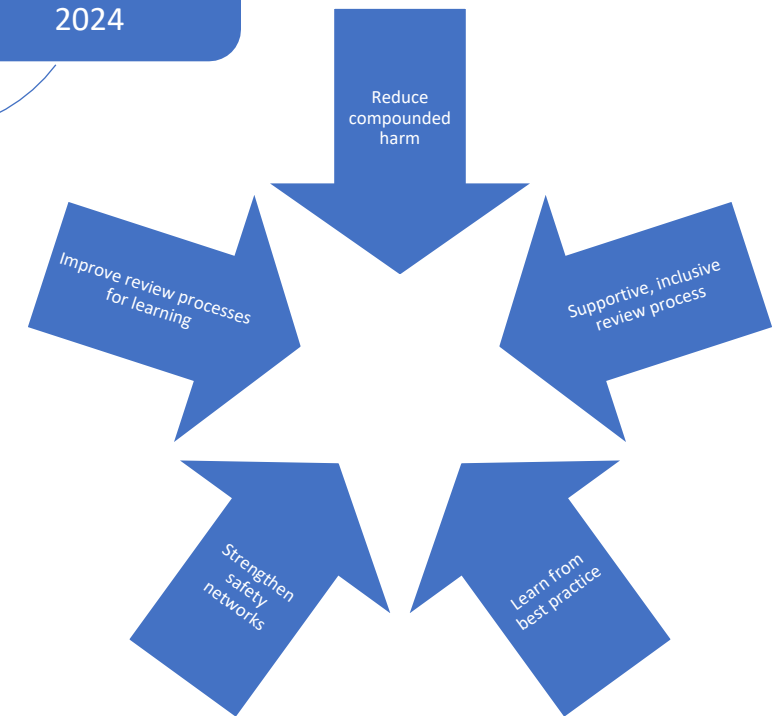 2024
Reduce
compounded
harm
Supportive, inclusive
review process
Learn from
best practice
Strengthen
safety
networks
Improve review processes
for learning